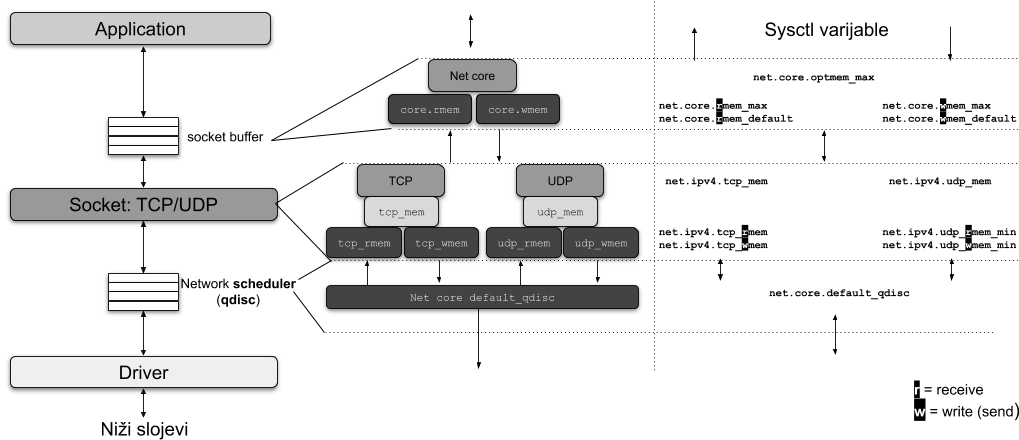 Application
socket buffer
Socket: TCP/UDP
Network scheduler
(qdisc)
Driver
Niži slojevi
Net core
core.rmem
core.wmem
TCP
UDP
tcp_mem
udp_mem
tcp_rmem
tcp_wmem
udp_rmem
udp_wmem
Net core default_qdisc
Sysctl varijable
net.core.optmem_max
net.core.rmem_max
net.core.rmem_default
net.core.wmem_max
net.core.wmem_default
net.ipv4.tcp_mem
net.ipv4.udp_mem
net.ipv4.tcp_rmem
net.ipv4.tcp_wmem
net.ipv4.udp_rmem_min
net.ipv4.udp_wmem_min
net.core.default_qdisc
r = receive
w = write (send)